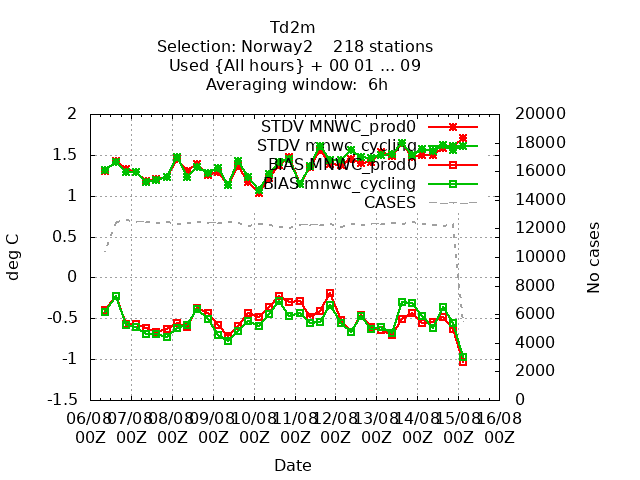 Td2m
Selection: Norway2    218 stations
Used {All hours} + 00 01 ... 09
Averaging window:  6h
2 20000
STDV MNWC_prod0
1.5 STDV mnwc_cycling 18000
BIAS MNWC_prod0 16000
1 BIAS mnwc_cycling 14000
CASES
0.5 12000
deg C 0 10000 No cases
8000
-0.5 6000
-1 4000
2000
-1.5 0
06/08 07/08 08/08 09/08 10/08 11/08 12/08 13/08 14/08 15/08 16/08
00Z 00Z 00Z 00Z 00Z 00Z 00Z 00Z 00Z 00Z 00Z
Date